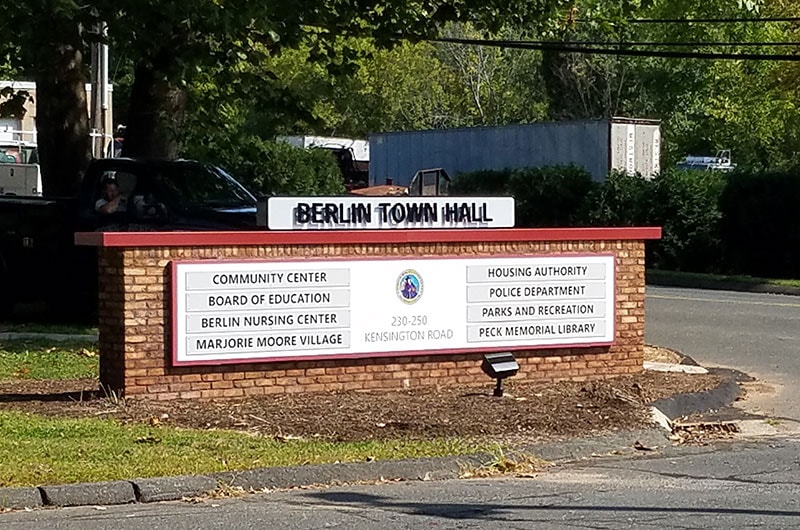 BERLIN TOWN HALL
COMMUNITY CENTER
BOARD OF EDUCATION
BERLIN NURSING CENTER
MARJORIE MOORE VILLAGE
230-250
KENSINGTON ROAD
HOUSING AUTHORITY
POLICE DEPARTMENT
PARKS AND RECREATION
PECK MEMORIAL LIBRARY